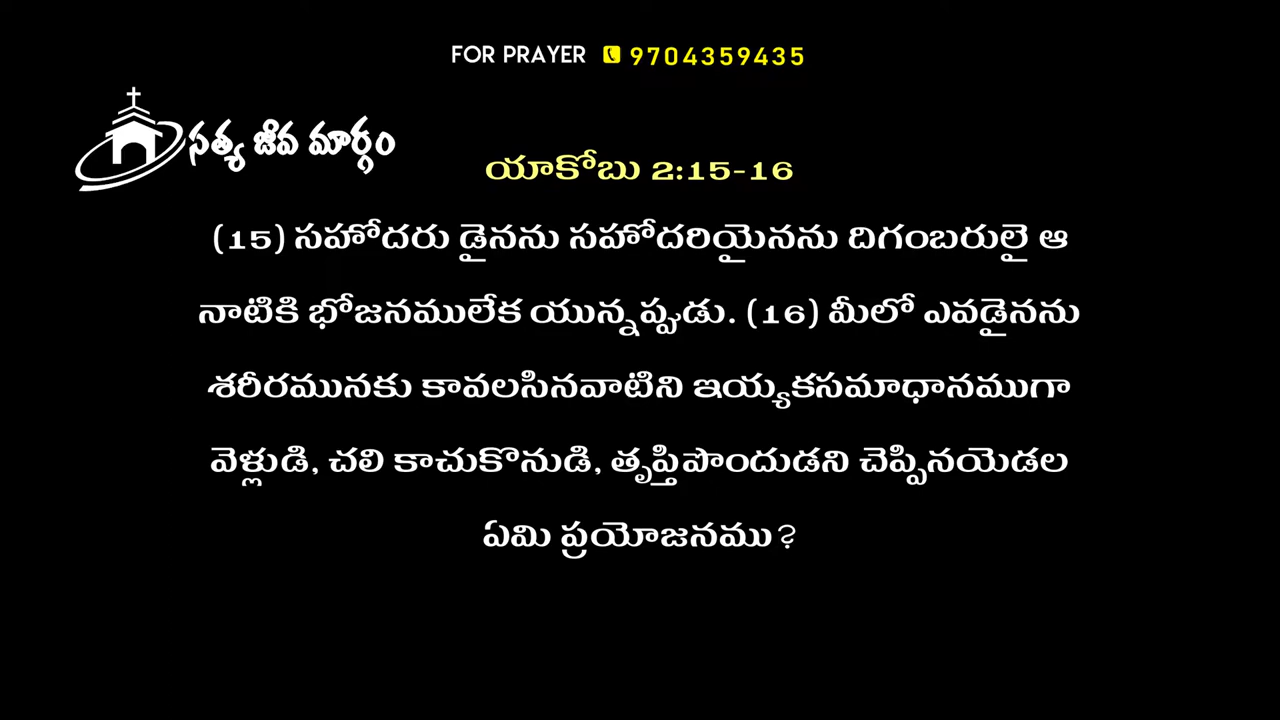 FOR PRAYER 9704359435
సత్య జీవ మార్గం
యాకోబు 2:15-16
(15) సహోదరు డైనను సహోదరియైనను దిగంబరులై ఆ
నాటికి భోజనములేక యున్నప్పుడు. (16) మీలో ఎవడైనను
శరీరమునకు కావలసినవాటిని ఇయ్యకసమాధానముగా
వెళ్లుడి, చలి కాచుకొనుడి, తృప్తిపొందుడని చెప్పినయెడల
ఏమి ప్రయోజనము?